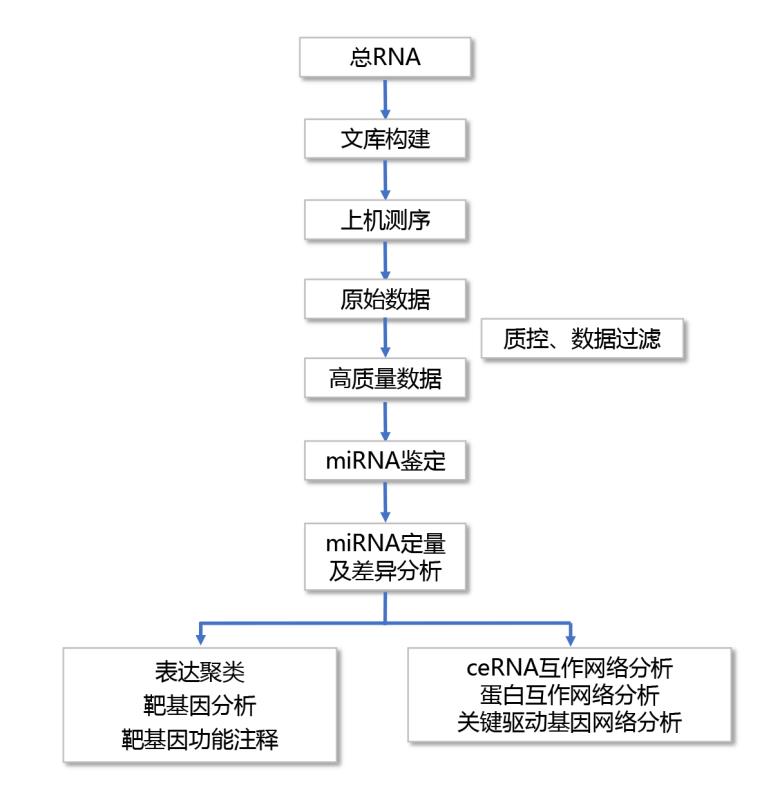 总RNA
文库构建
上机测序
原始数据
质控、数据过滤
高质量数据
miRNA鉴定
miRNA定量
及差异分析
表达聚类
靶基因分析
靶基因功能注释
ceRNA互作网络分析
蛋白互作网络分析
关键驱动基因网络分析